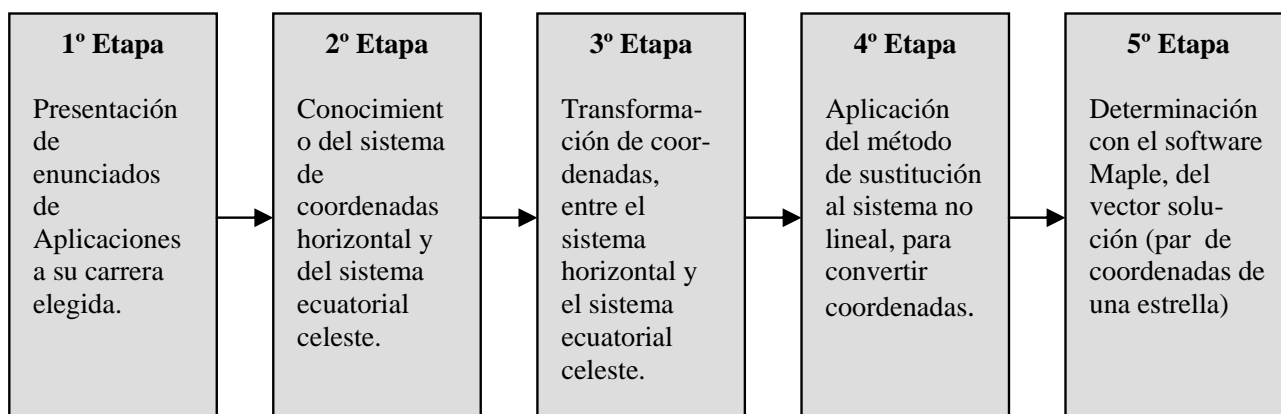 1º Etapa
Presentación
de
enunciados
de
Aplicaciones
a su carrera
elegida.
2º Etapa
Conocimient
o del sistema
de
coordenadas
horizontal y
del sistema
ecuatorial
celeste.
3º Etapa
Transforma-
ción de coor-
denadas,
entre el
sistema
horizontal y
el sistema
ecuatorial
celeste.
4º Etapa
Aplicación
del método
de sustitución
al sistema no
lineal, para
convertir
coordenadas.
5º Etapa
Determinación
con el software
Maple, del
vector solu-
ción (par  de
coordenadas de
una estrella)